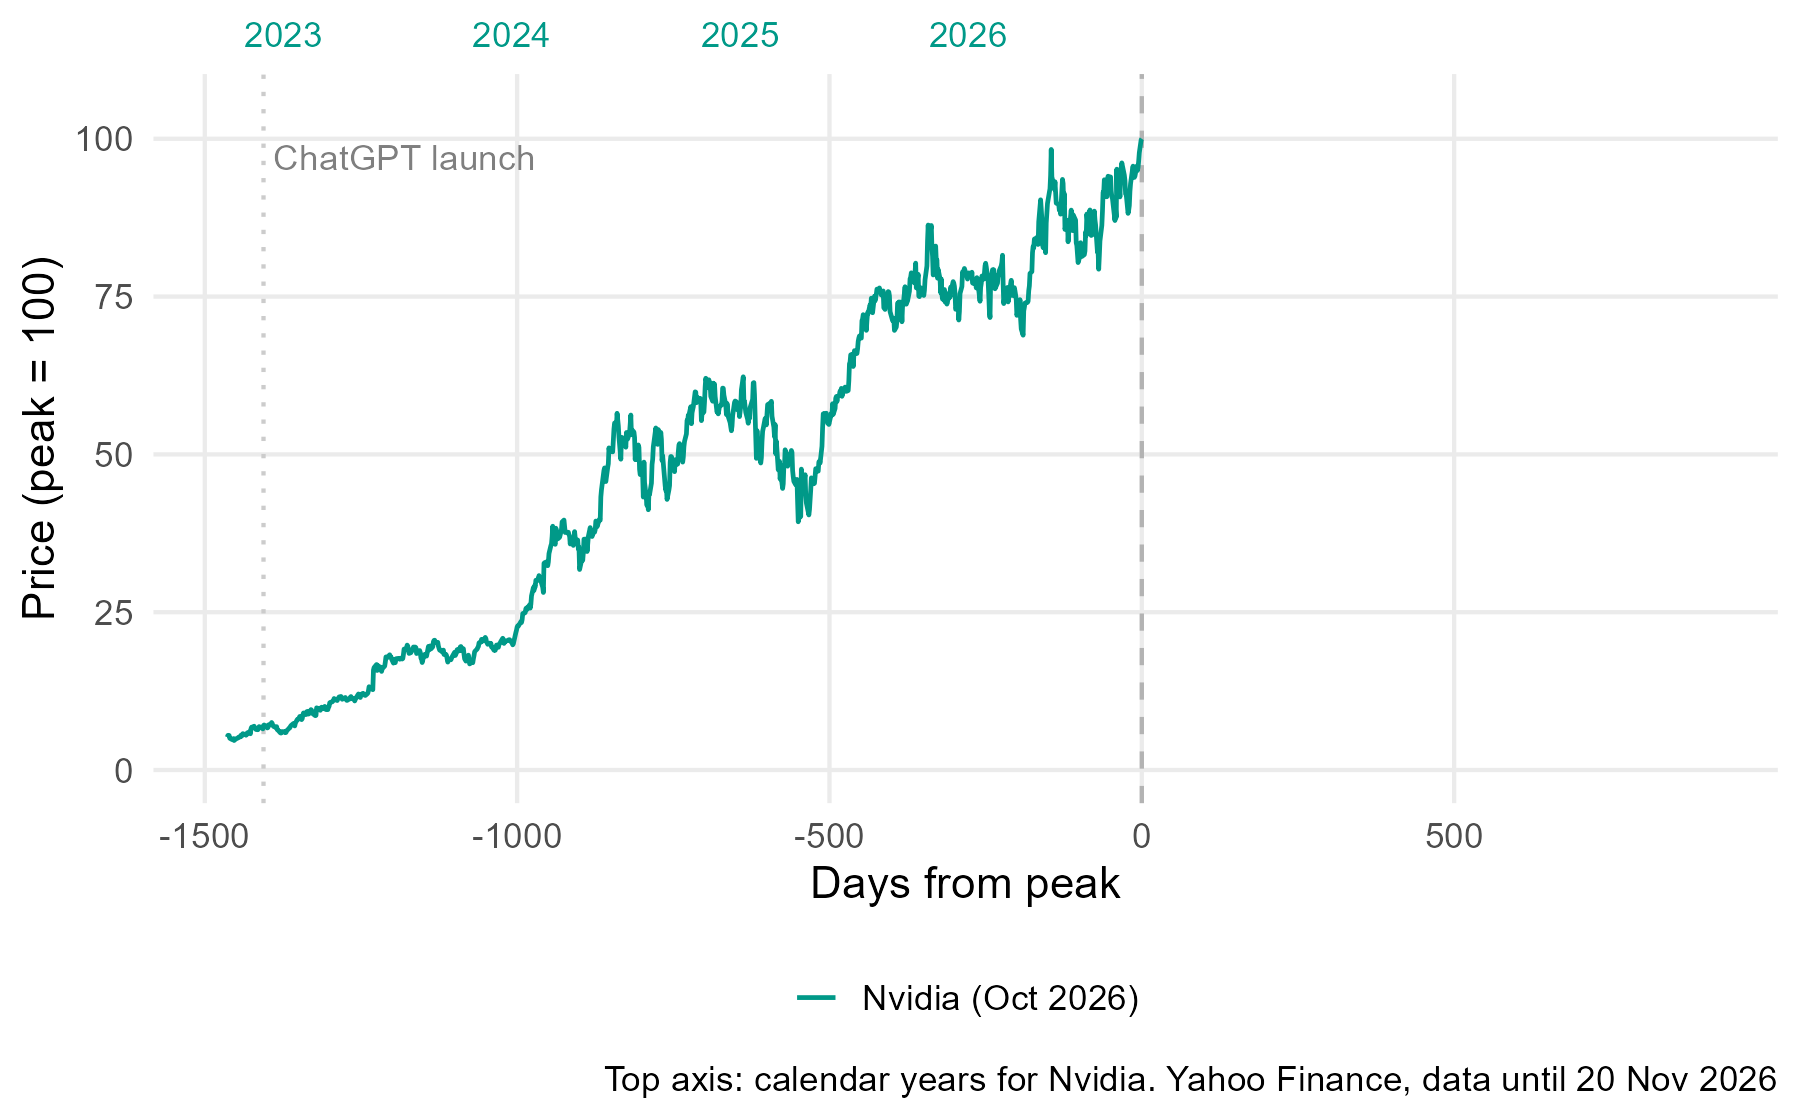 2023 2024 2025 2026
100
ChatGPT launch
75
50
25
0
Price (peak = 100)
-1500 -1000 -500 0 500
Days from peak
Nvidia (Oct 2026)
Top axis: calendar years for Nvidia. Yahoo Finance, data until 20 Nov 2026